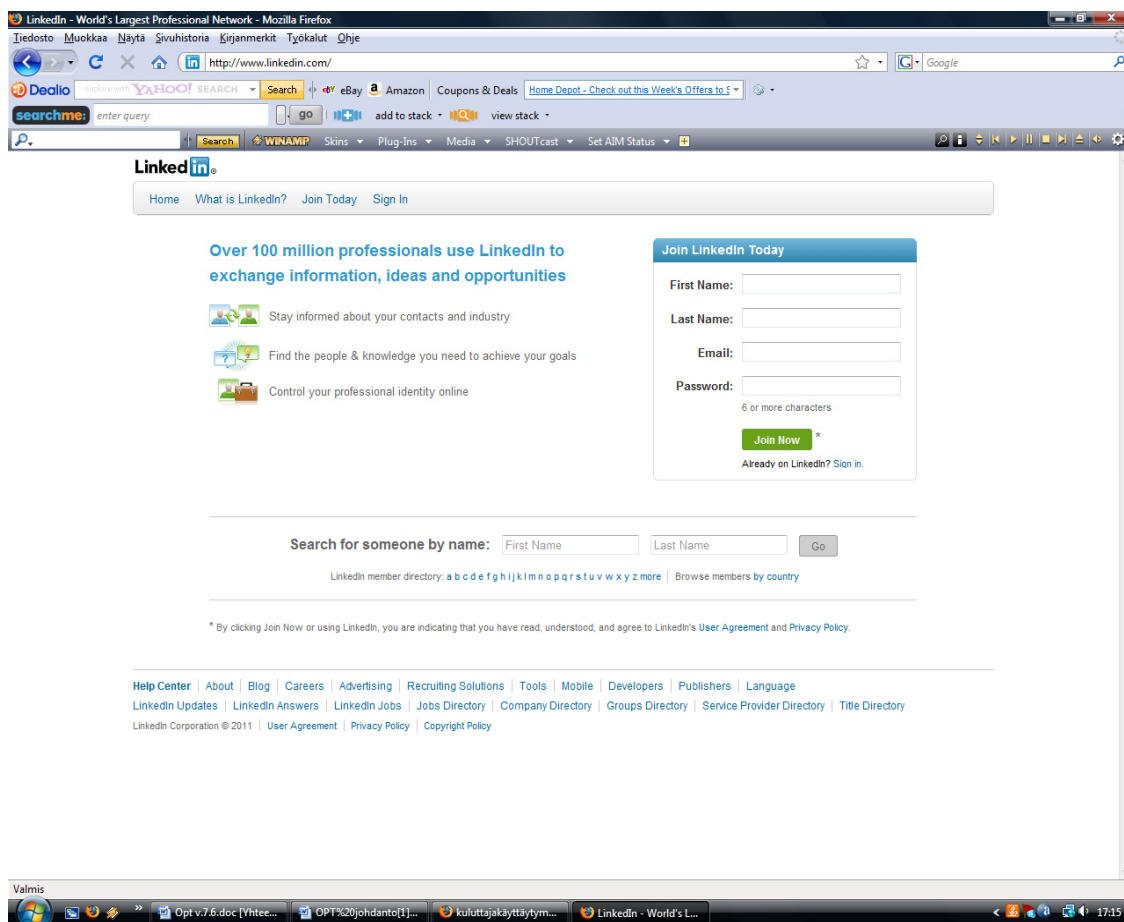 LinkedIn - World's Largest Professional Network - Mozilla Firefox
Tiedosto Muokkaa Näytä Sivuhistoria Kirjanmerkit Työkalut Ohje
http://www.linkedin.com/ Google
Dealio explore with YAHOO! SEARCH Search eBay Amazon Coupons & Deals Home Depot - Check out this Week's Offers to S
searchme: enter query go add to stack view stack
Search WINAMP Skins Plug-Ins Media SHOUTcast Set AIM Status
Linked in
Home What is LinkedIn? Join Today Sign In
Over 100 million professionals use LinkedIn to
exchange information, ideas and opportunities
Stay informed about your contacts and industry
Find the people & knowledge you need to achieve your goals
Control your professional identity online
Join LinkedIn Today
First Name:
Last Name:
Email:
Password:
6 or more characters
Join Now *
Already on LinkedIn? Sign in.
Search for someone by name: First Name Last Name Go
LinkedIn member directory: a b c d e f g h i j k l m n o p q r s t u v w x y z more | Browse members by country
* By clicking Join Now or using LinkedIn, you are indicating that you have read, understood, and agree to LinkedIn's User Agreement and Privacy Policy.
Help Center | About | Blog | Careers | Advertising | Recruiting Solutions | Tools | Mobile | Developers | Publishers | Language
LinkedIn Updates | LinkedIn Answers | LinkedIn Jobs | Jobs Directory | Company Directory | Groups Directory | Service Provider Directory | Title Directory
LinkedIn Corporation © 2011 | User Agreement | Privacy Policy | Copyright Policy
Valmis
Opt v.7.6.doc [Yhtee... OPT%20johdanto[1]... kuluttajakäyttäytym... LinkedIn - World's L... 17:15